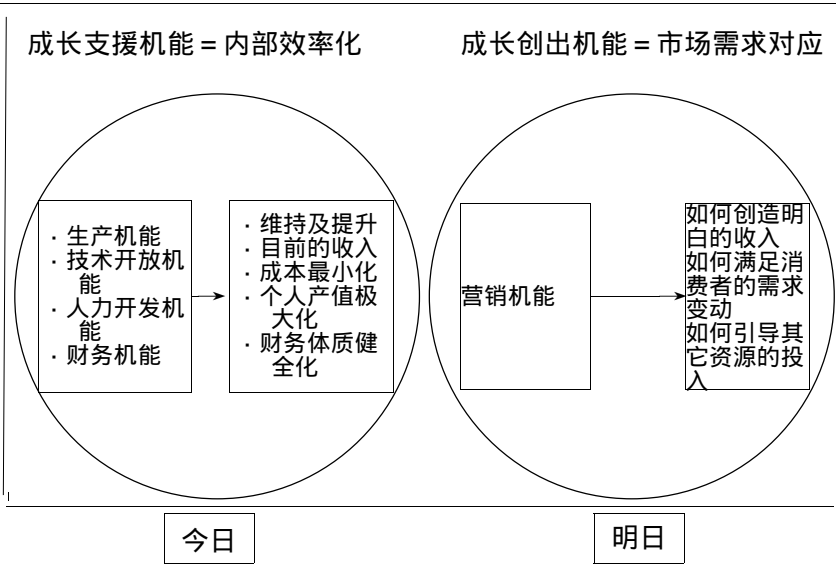 成长支援机能 = 内部效率化
成长创出机能 = 市场需求对应
· 生产机能
· 技术开放机
能
· 人力开发机
能
· 财务机能
· 维持及提升
· 目前的收入
· 成本最小化
· 个人产值极
大化
· 财务体质健
全化
营销机能
如何创造明
白的收入
如何满足消
费者的需求
变动
如何引导其
它资源的投
入
今日
明日